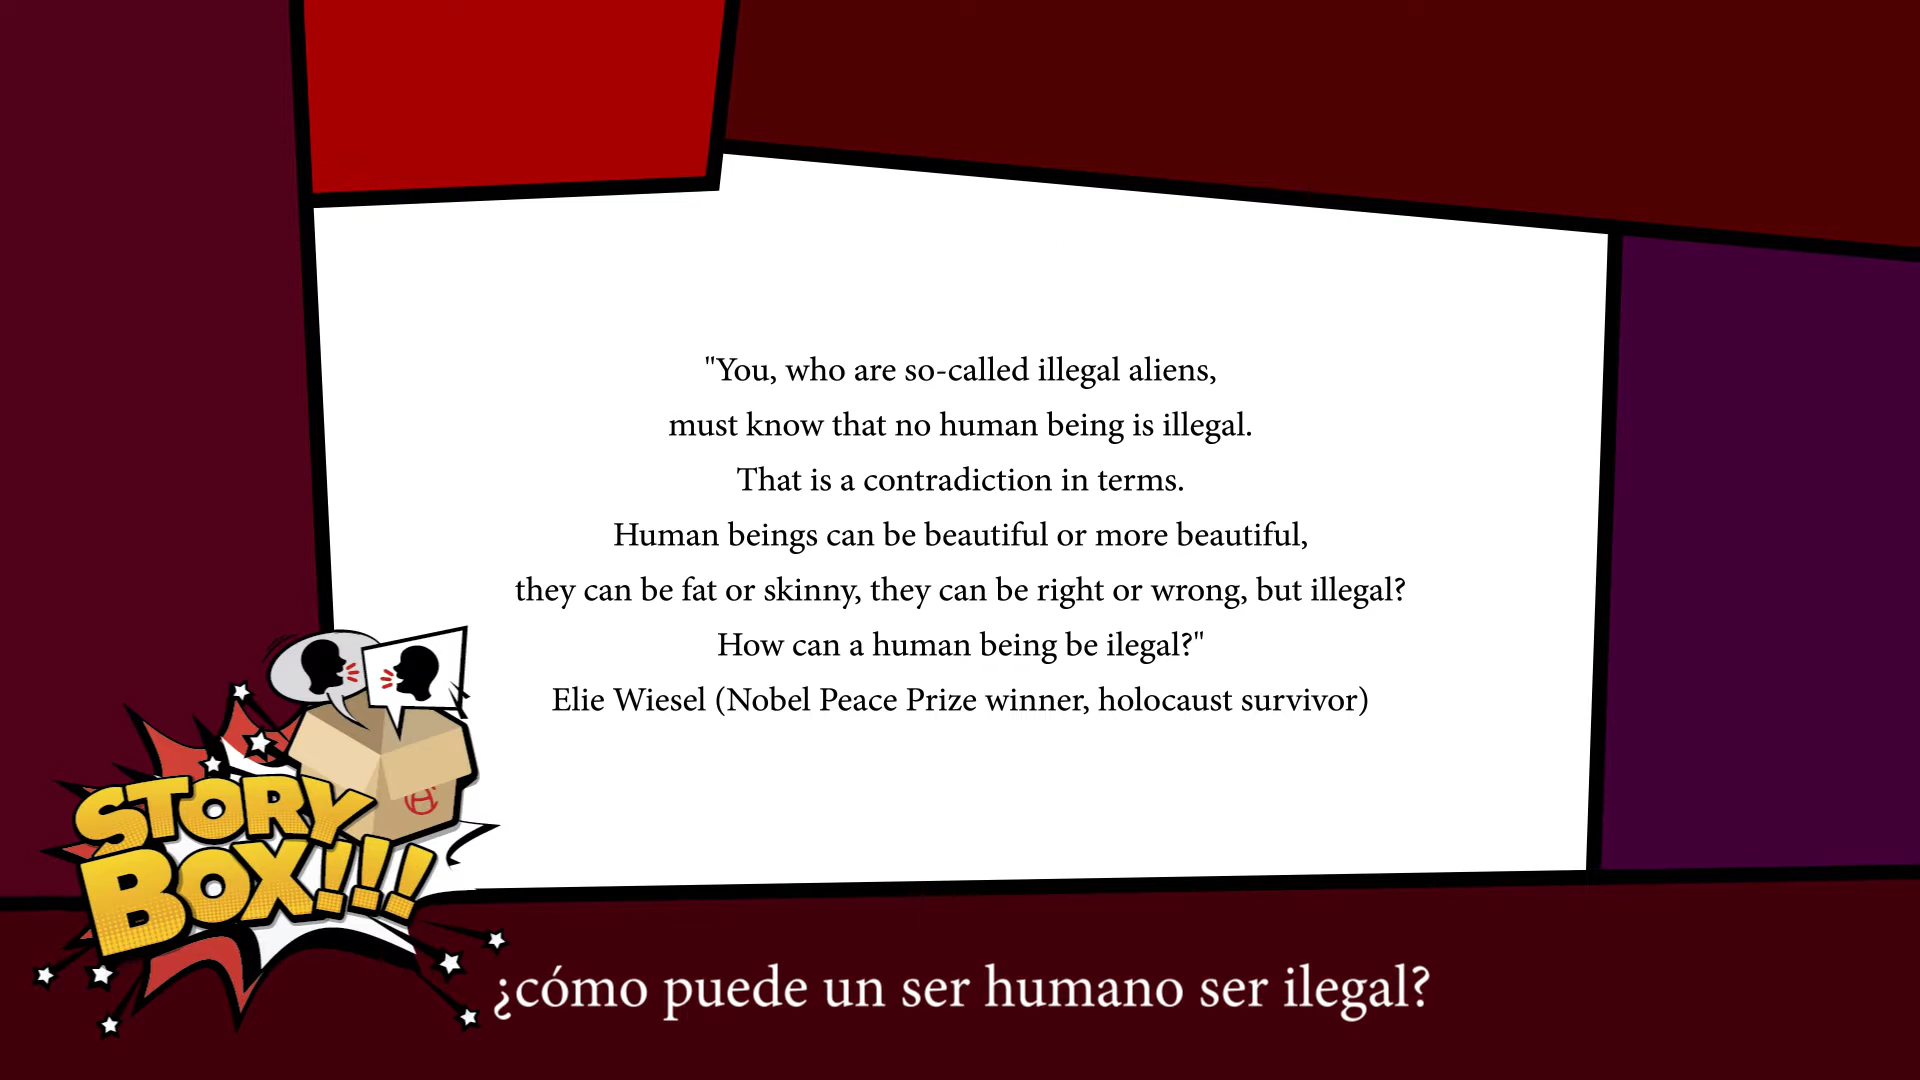 "You, who are so-called illegal aliens,
must know that no human being is illegal.
That is a contradiction in terms.
Human beings can be beautiful or more beautiful,
they can be fat or skinny, they can be right or wrong, but illegal?
How can a human being be ilegal?"
Elie Wiesel (Nobel Peace Prize winner, holocaust survivor)
STORY
BOX!!!
¿cómo puede un ser humano ser ilegal?